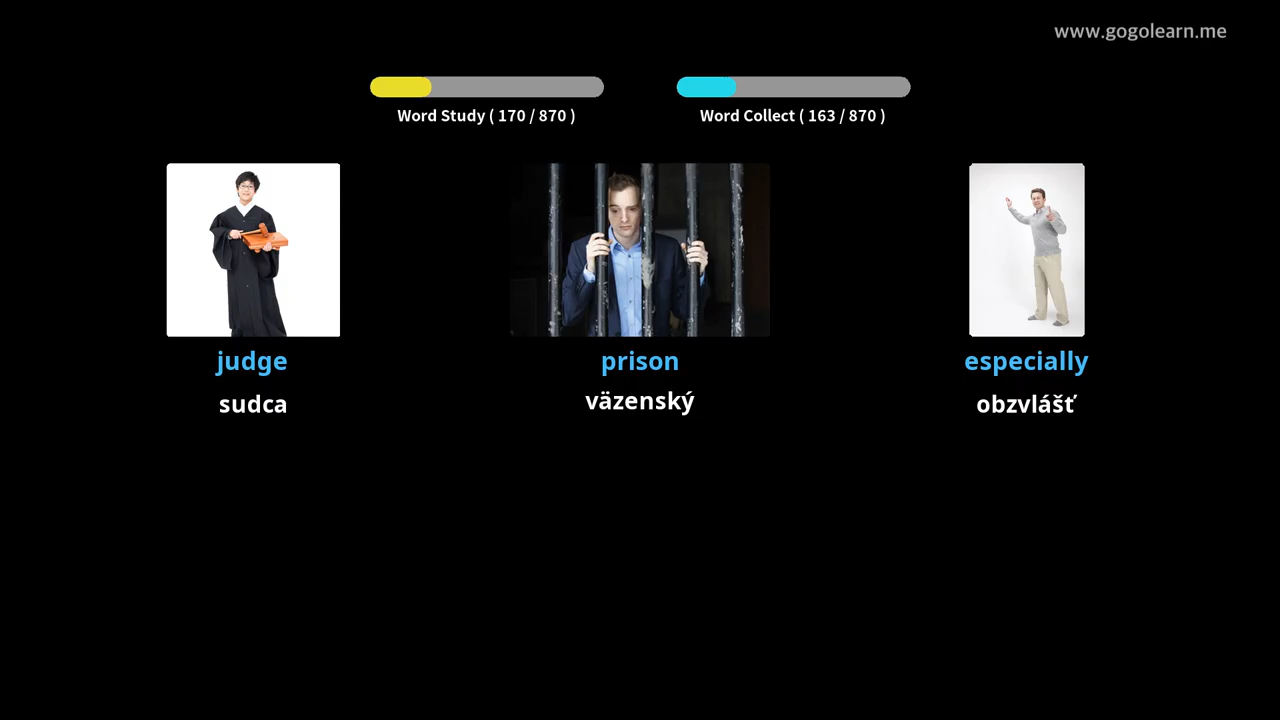 www.gogolearn.me
Word Study ( 170 / 870 )
Word Collect ( 163 / 870 )
judge
prison
especially
sudca
väzenský
obzvlášť